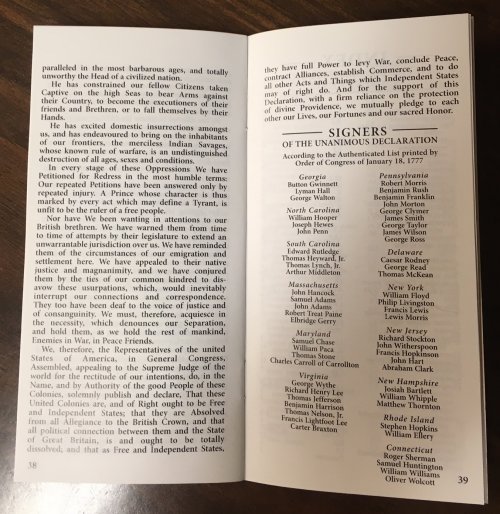 paralleled in the most barbarous ages, and totally
unworthy the Head of a civilized nation.
He has constrained our fellow Citizens taken
Captive on the high Seas to bear Arms against
their Country, to become the executioners of their
friends and Brethren, or to fall themselves by their
Hands.
He has excited domestic insurrections amongst
us, and has endeavoured to bring on the inhabitants
of our frontiers, the merciless Indian Savages,
whose known rule of warfare, is an undistinguished
destruction of all ages, sexes and conditions.
In every stage of these Oppressions We have
Petitioned for Redress in the most humble terms:
Our repeated Petitions have been answered only by
repeated injury. A Prince whose character is thus
marked by every act which may define a Tyrant, is
unfit to be the ruler of a free people.
Nor have We been wanting in attentions to our
British brethren. We have warned them from time
to time of attempts by their legislature to extend an
unwarrantable jurisdiction over us. We have reminded
them of the circumstances of our emigration and
settlement here. We have appealed to their native
justice and magnanimity, and we have conjured
them by the ties of our common kindred to dis-
avow these usurpations, which, would inevitably
interrupt our connections and correspondence.
They too have been deaf to the voice of justice and
of consanguinity. We must, therefore, acquiesce in
the necessity, which denounces our Separation,
and hold them, as we hold the rest of mankind,
Enemies in War, in Peace Friends.
We, therefore, the Representatives of the united
States of America, in General Congress,
Assembled, appealing to the Supreme Judge of the
world for the rectitude of our intentions, do, in the
Name, and by Authority of the good People of these
Colonies, solemnly publish and declare, That these
United Colonies are, and of Right ought to be Free
and Independent States; that they are Absolved
from all Allegiance to the British Crown, and that
all political connection between them and the State
of Great Britain, is and ought to be totally
dissolved; and that as Free and Independent States,
38
they have full Power to levy War, conclude Peace,
contract Alliances, establish Commerce, and to do
all other Acts and Things which Independent States
may of right do. And for the support of this
Declaration, with a firm reliance on the protection
of divine Providence, we mutually pledge to each
other our Lives, our Fortunes and our sacred Honor.
SIGNERS
OF THE UNANIMOUS DECLARATION
According to the Authenticated List printed by
Order of Congress of January 18, 1777
Georgia
Button Gwinnett
Lyman Hall
George Walton
North Carolina
William Hooper
Joseph Hewes
John Penn
South Carolina
Edward Rutledge
Thomas Heyward, Jr.
Thomas Lynch, Jr.
Arthur Middleton
Massachusetts
John Hancock
Samuel Adams
John Adams
Robert Treat Paine
Elbridge Gerry
Maryland
Samuel Chase
William Paca
Thomas Stone
Charles Carroll of Carrollton
Virginia
George Wythe
Richard Henry Lee
Thomas Jefferson
Benjamin Harrison
Thomas Nelson, Jr.
Francis Lightfoot Lee
Carter Braxton
Pennsylvania
Robert Morris
Benjamin Rush
Benjamin Franklin
John Morton
George Clymer
James Smith
George Taylor
James Wilson
George Ross
Delaware
Caesar Rodney
George Read
Thomas McKean
New York
William Floyd
Philip Livingston
Francis Lewis
Lewis Morris
New Jersey
Richard Stockton
John Witherspoon
Francis Hopkinson
John Hart
Abraham Clark
New Hampshire
Josiah Bartlett
William Whipple
Matthew Thornton
Rhode Island
Stephen Hopkins
William Ellery
Connecticut
Roger Sherman
Samuel Huntington
William Williams
Oliver Wolcott
39